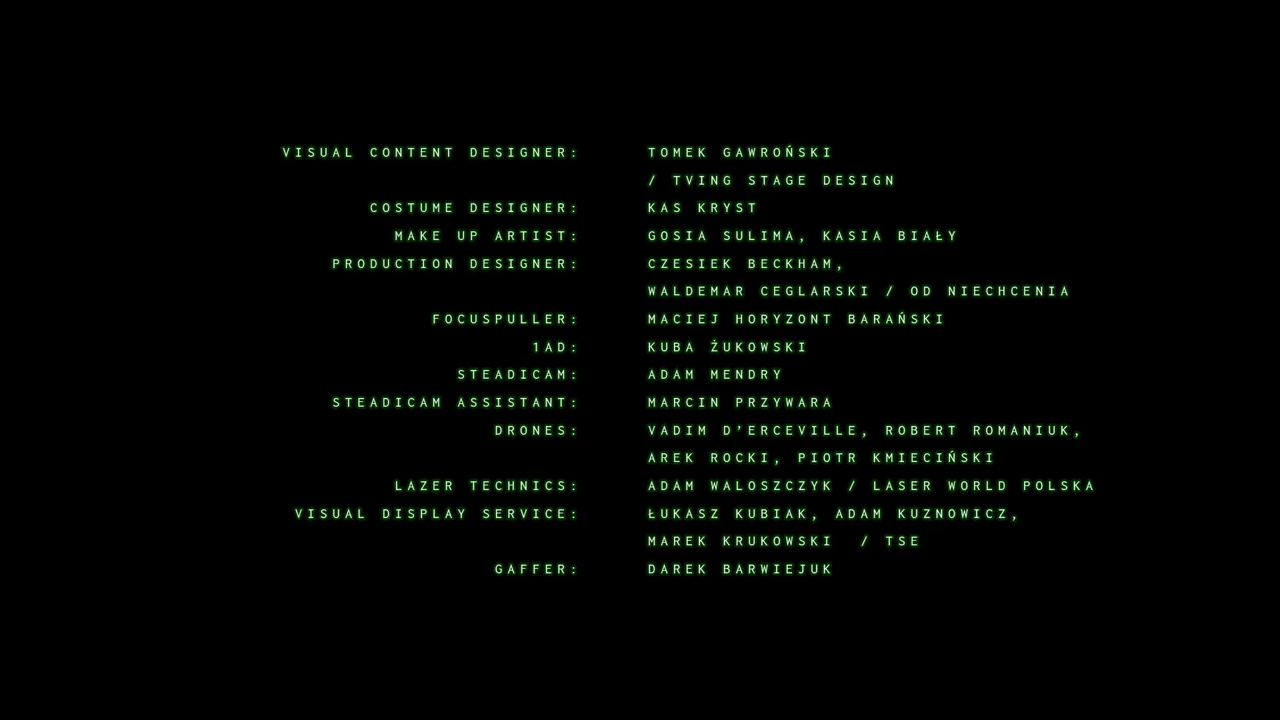 VISUAL CONTENT DESIGNER: TOMEK GAWROŃSKI
/ TVING STAGE DESIGN
COSTUME DESIGNER: KAS KRYST
MAKE UP ARTIST: GOSIA SULIMA, KASIA BIAŁY
PRODUCTION DESIGNER: CZESIEK BECKHAM,
WALDEMAR CEGLARSKI / OD NIECHCENIA
FOCUSPULLER: MACIEJ HORYZONT BARAŃSKI
1AD: KUBA ŻUKOWSKI
STEADICAM: ADAM MENDRY
STEADICAM ASSISTANT: MARCIN PRZYWARA
DRONES: VADIM D’ERCEVILLE, ROBERT ROMANIUK,
AREK ROCKI, PIOTR KMIECIŃSKI
LAZER TECHNICS: ADAM WALOSZCZYK / LASER WORLD POLSKA
VISUAL DISPLAY SERVICE: ŁUKASZ KUBIAK, ADAM KUZNOWICZ,
MAREK KRUKOWSKI / TSE
GAFFER: DAREK BARWIEJUK